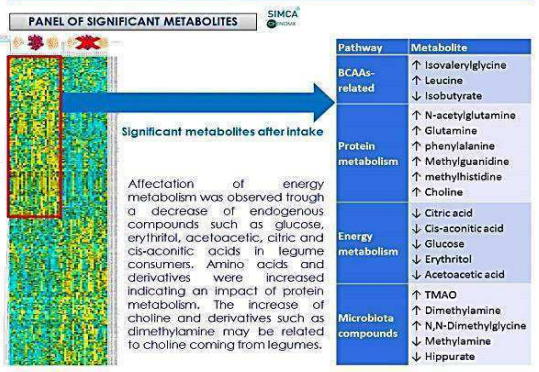 PANEL OF SIGNIFICANT METABOLITES
SIMCA
Significant metabolites after intake
Affectation of energy
metabolism was observed trough
a decrease of endogenous
compounds such as glucose,
erythritol, acetoacetic, citric and
cis-aconitic acids in legume
consumers. Amino acids and
derivatives were increased
indicating an impact of protein
metabolism. The increase of
choline and derivatives such as
dimethylamine may be related
to choline coming from legumes.
Pathway Metabolite
BCAAs-
related
↑ Isovalerylglycine
↑ Leucine
↓ Isobutyrate
Protein
metabolism
↑ N-acetylglutamine
↑ Glutamine
↑ phenylalanine
↑ Methylguanidine
↑ methylhistidine
↑ Choline
Energy
metabolism
↓ Citric acid
↓ Cis-aconitic acid
↓ Glucose
↓ Erythritol
↓ Acetoacetic acid
Microbiota
compounds
↑ TMAO
↑ Dimethylamine
↑ N,N-Dimethylglycine
↓ Methylamine
↓ Hippurate